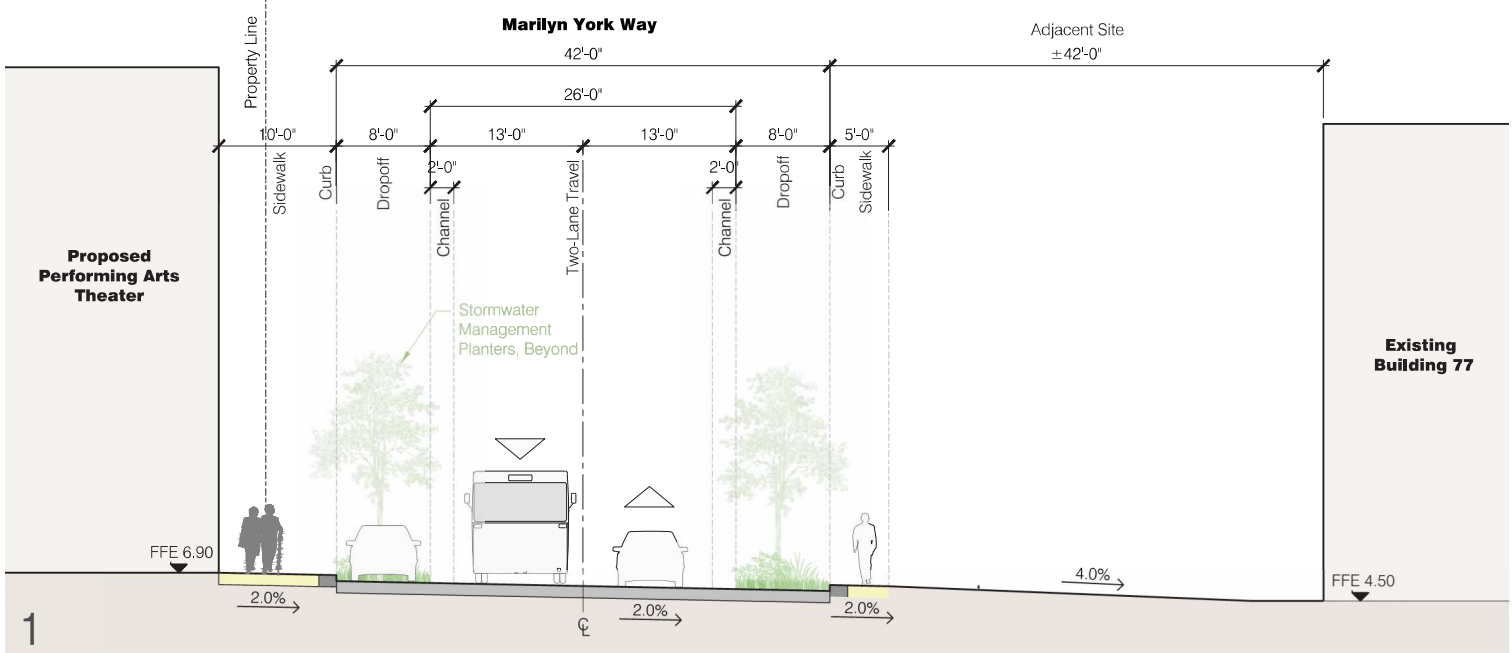 Marilyn York Way
Adjacent Site
42'-0"
±42'-0"
Property Line
26'-0"
10'-0"
8'-0"
13'-0"
13'-0"
8'-0"
5'-0"
2'-0"
2'-0"
Sidewalk
Curb
Dropoff
Channel
Two-Lane Travel
Channel
Dropoff
Curb
Sidewalk
Proposed
Performing Arts
Theater
Stormwater
Management
Planters, Beyond
Existing
Building 77
FFE 6.90
FFE 4.50
2.0%
2.0%
2.0%
4.0%
℄
1